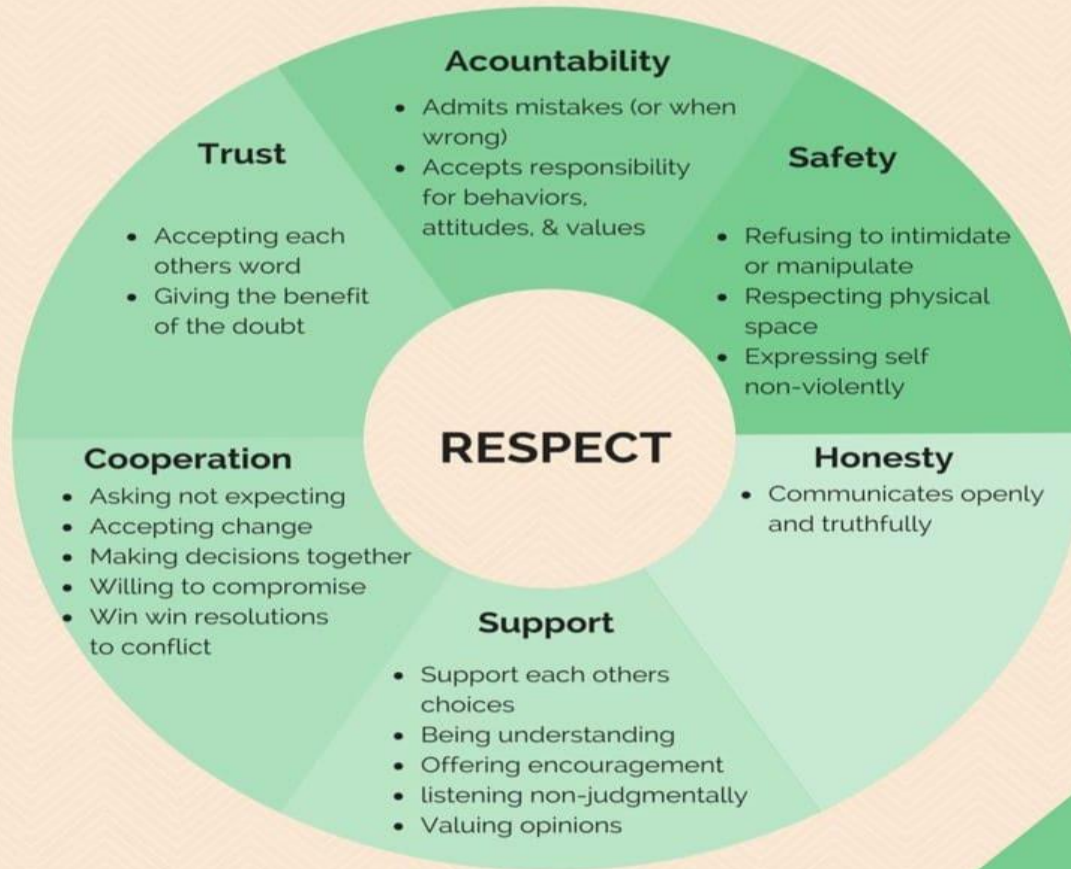 Acountability
• Admits mistakes (or when
wrong)
• Accepts responsibility
for behaviors,
attitudes, & values
Safety
• Refusing to intimidate
or manipulate
• Respecting physical
space
• Expressing self
non-violently
Honesty
• Communicates openly
and truthfully
Support
• Support each others
choices
• Being understanding
• Offering encouragement
• listening non-judgmentally
• Valuing opinions
Cooperation
• Asking not expecting
• Accepting change
• Making decisions together
• Willing to compromise
• Win win resolutions
to conflict
Trust
• Accepting each
others word
• Giving the benefit
of the doubt
RESPECT